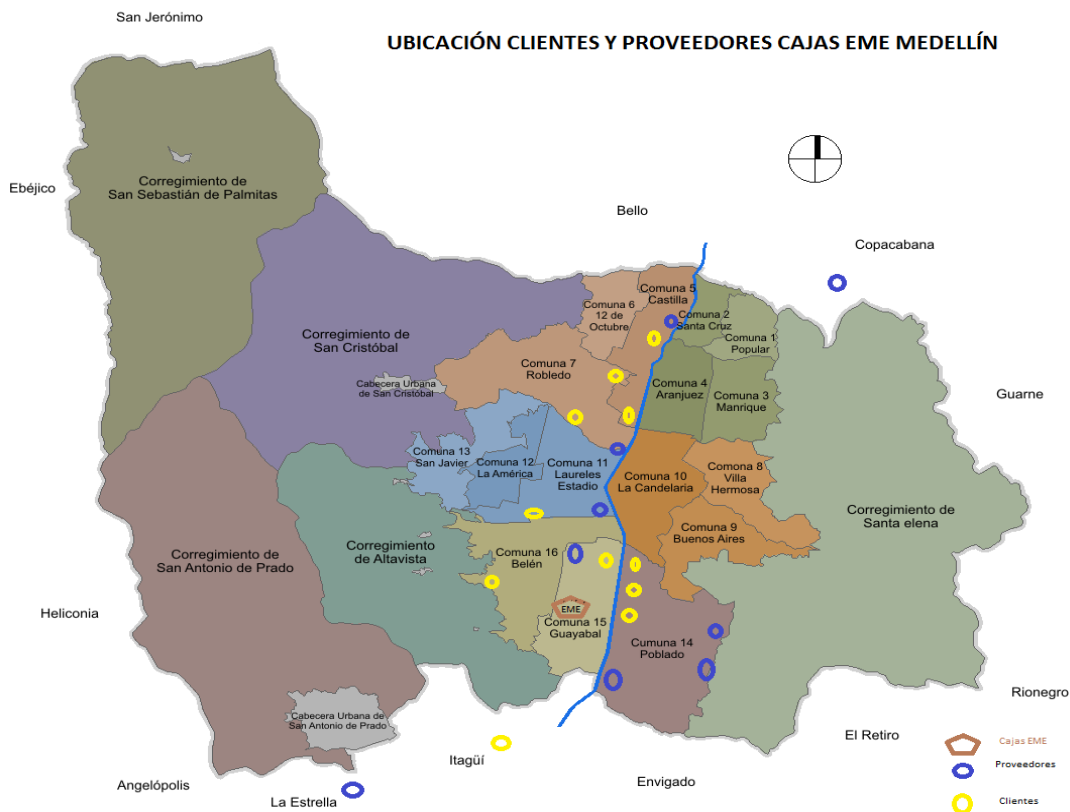 San Jerónimo
UBICACIÓN CLIENTES Y PROVEEDORES CAJAS EME MEDELLÍN
Ebéjico
Corregimiento de
San Sebastián de Palmitas
Bello
Copacabana
Comuna 5
Castilla
Comuna 6
12 de
Octubre
Comuna 2
Santa Cruz
Comuna 1
Popular
Corregimiento de
San Cristóbal
Comuna 7
Robledo
Cabecera Urbana
de San Cristóbal
Comuna 4
Aranjuez
Comuna 3
Manrique
Guarne
Comuna 13
San Javier
Comuna 12
La América
Comuna 11
Laureles
Estadio
Comuna 10
La Candelaria
Comona 8
Villa
Hermosa
Corregimiento de
Santa elena
Comuna 9
Buenos Aires
Corregimiento de
San Antonio de Prado
Corregimiento
de Altavista
Comuna 16
Belén
EME
Comuna 15
Guayabal
Heliconia
Cumuna 14
Poblado
Rionegro
Cabecera Urbana de
San Antonio de Prado
El Retiro
Itagüí
Envigado
Angelópolis
La Estrella
Cajas EME
Proveedores
Clientes